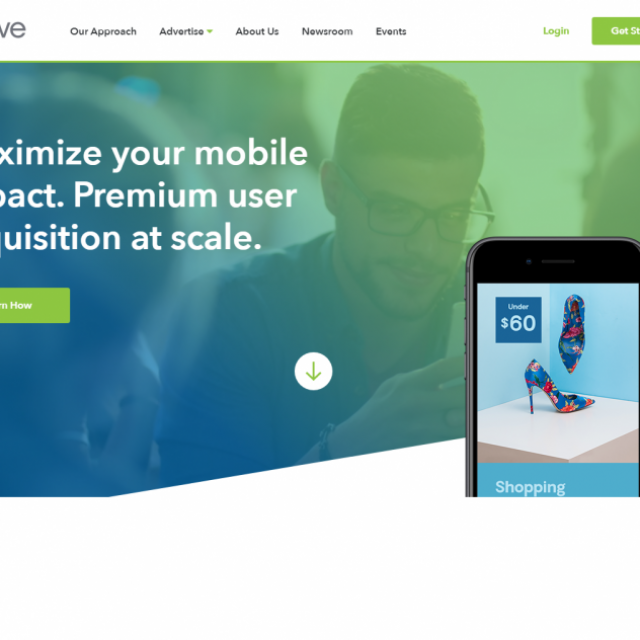 ve
Our Approach Advertise About Us Newsroom Events Login Get St
ximize your mobile
pact. Premium user
quisition at scale.
rn How
Under
$60
Shopping